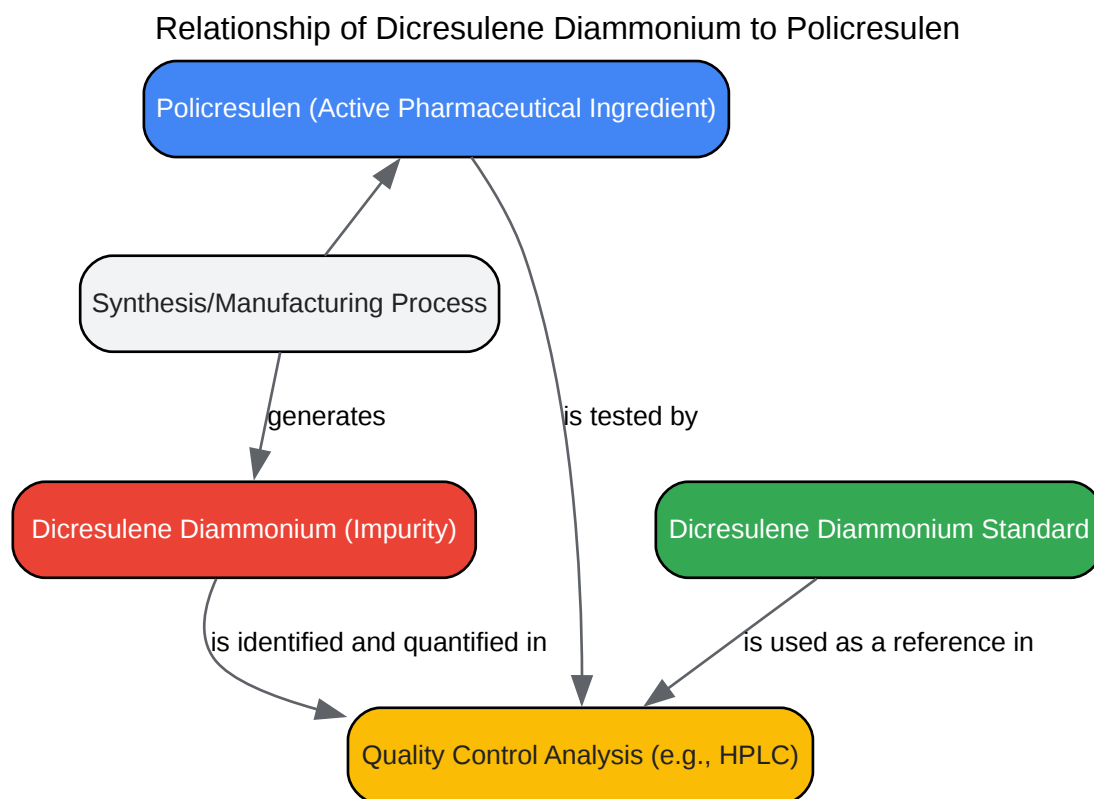 Relationship of Dicresulene Diammonium to Policresulen
Policresulen (Active Pharmaceutical Ingredient)
Synthesis/Manufacturing Process
generates
is tested by
Dicresulene Diammonium (Impurity)
Dicresulene Diammonium Standard
is identified and quantified in
is used as a reference in
Quality Control Analysis (e.g., HPLC)